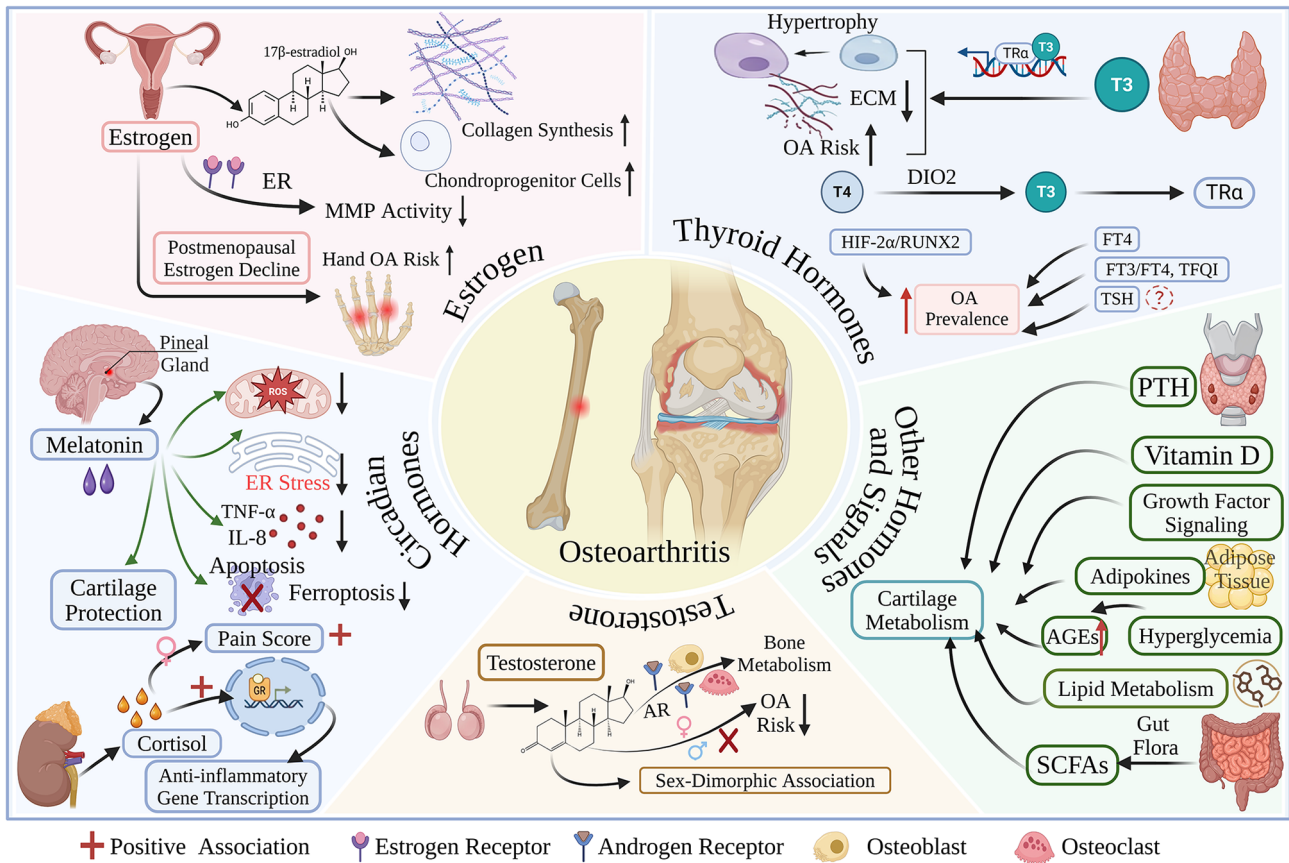 17β-estradiol
OH
HO
H
H
H
Estrogen
Collagen Synthesis
Chondroprogenitor Cells
ER
MMP Activity
Postmenopausal
Estrogen Decline
Hand OA Risk
Estrogen
Hypertrophy
TRα
T3
T3
ECM
OA Risk
T4
DIO2
T3
TRα
Thyroid Hormones
HIF-2α/RUNX2
FT4
FT3/FT4, TFQI
TSH
?
OA
Prevalence
Pineal
Gland
Melatonin
ROS
ER Stress
TNF-α
IL-8
Apoptosis
Ferroptosis
Cartilage
Protection
Pain Score
GR
Cortisol
Anti-inflammatory
Gene Transcription
Circadian
Hormones
Osteoarthritis
Other Hormones
and Signals
PTH
Vitamin D
Growth Factor
Signaling
Adipokines
Adipose
Tissue
AGEs
Hyperglycemia
Lipid Metabolism
Gut
Flora
SCFAs
Cartilage
Metabolism
Testosterone
Testosterone
OH
H
H
H
O
AR
Bone
Metabolism
OA
Risk
Sex-Dimorphic Association
Positive Association
Estrogen Receptor
Androgen Receptor
Osteoblast
Osteoclast